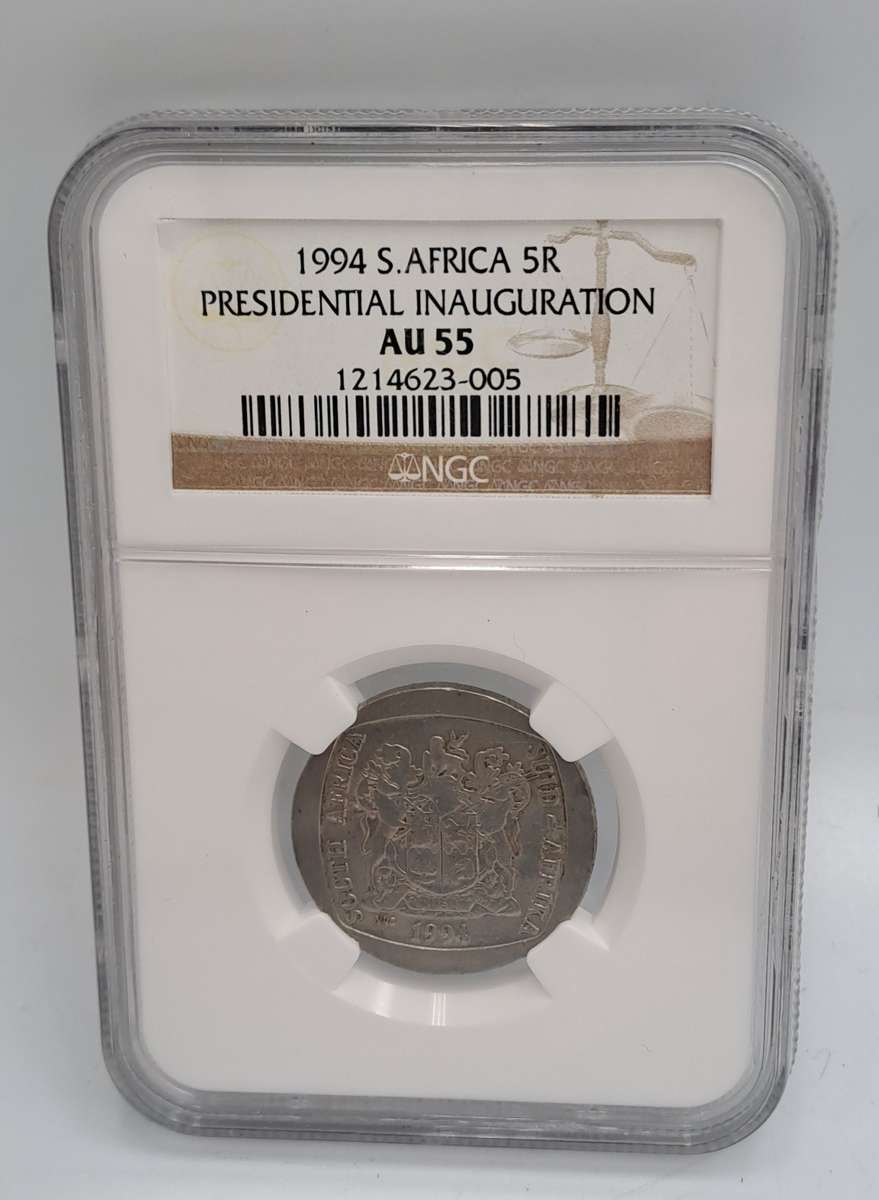 1994 S.AFRICA 5R
PRESIDENTIAL INAUGURATION
AU 55
1214623-005
NGC
SOUTH AFRICA
SUID-AFRIKA
1994